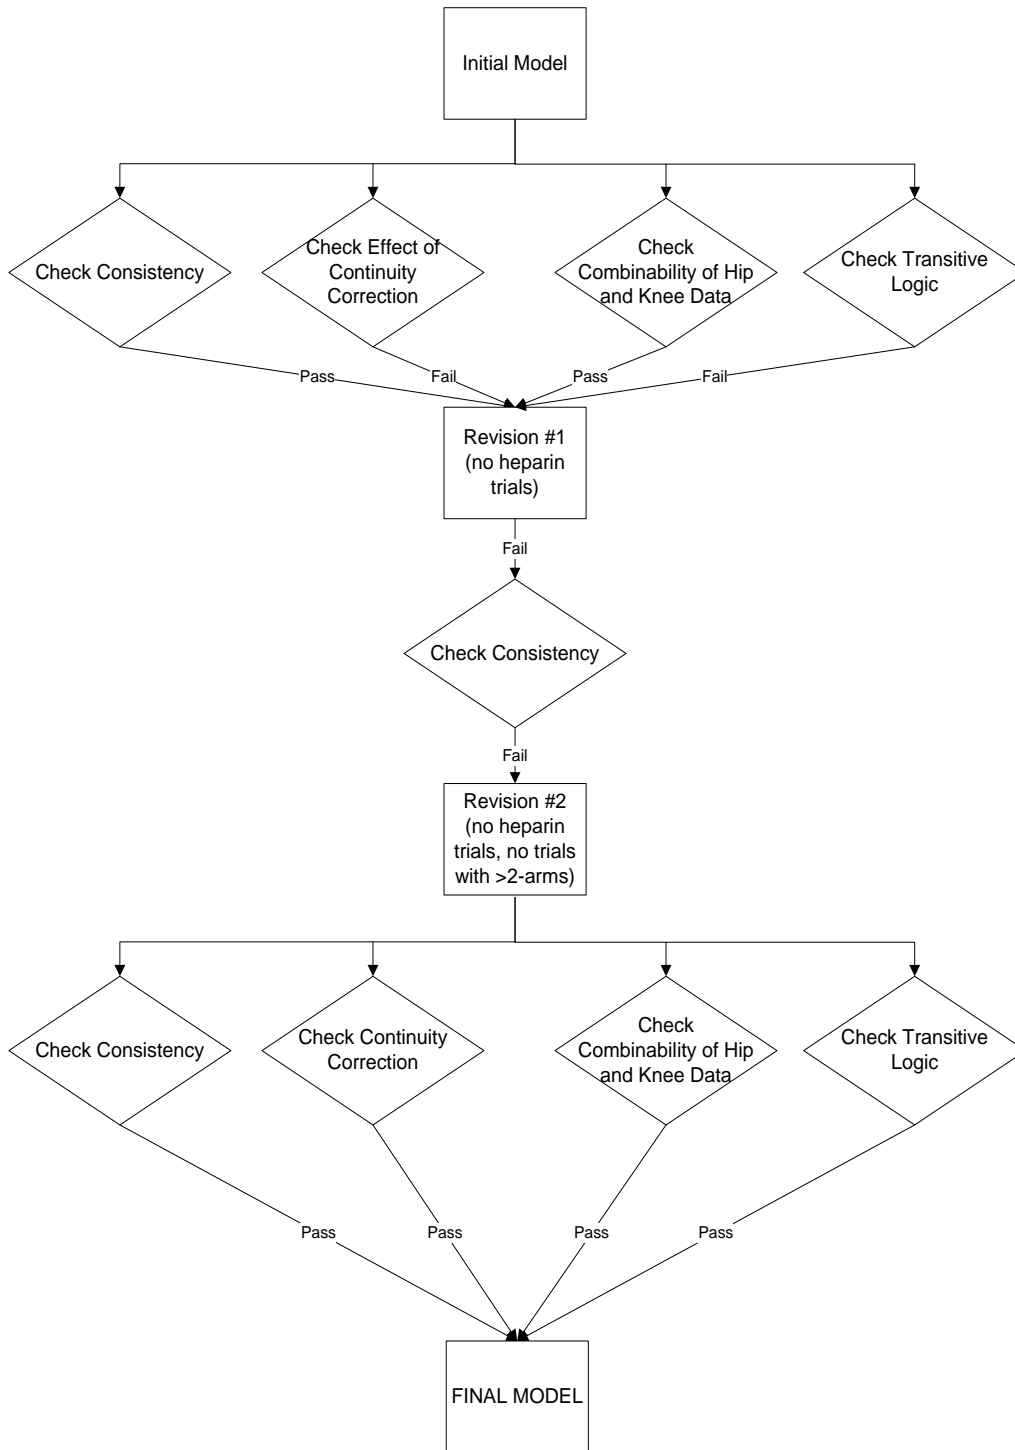 Initial Model
Check Consistency
Check Effect of
Continuity
Correction
Check
Combinability of Hip
and Knee Data
Check Transitive
Logic
Pass
Fail
Pass
Fail
Revision #1
(no heparin
trials)
Fail
Check Consistency
Fail
Revision #2
(no heparin
trials, no trials
with >2-arms)
Check Consistency
Check Continuity
Correction
Check
Combinability of Hip
and Knee Data
Check Transitive
Logic
Pass
Pass
Pass
Pass
FINAL MODEL